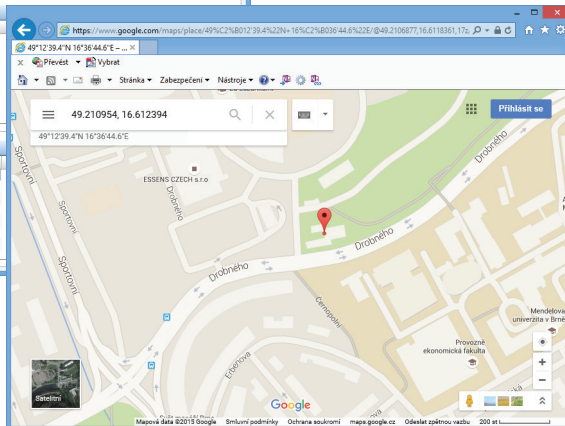 https://www.google.com/maps/place/49%C2%B012'39.4%22N+16%C2%B036'44.6%22E/@49.2106877,16.6118361,17z,
49°12'39.4"N 16°36'44.6"E – ...
x Převést Vybrat
Stránka Zabezpečení Nástroje
49.210954, 16.612394
Přihlásit se
49°12'39.4"N 16°36'44.6"E
Sportovní
ESSENS CZECH s.r.o
Drobného
Drobného
Sportovní
Drobného
Sportovní
Drobného
Černopolní
Mendelova
univerzita v Brně
Provozně
ekonomická fakulta
Erbenova
Satelitní
Google
Mapová data ©2015 Google Smluvní podmínky Ochrana soukromí maps.google.cz Odeslat zpětnou vazbu 200 st